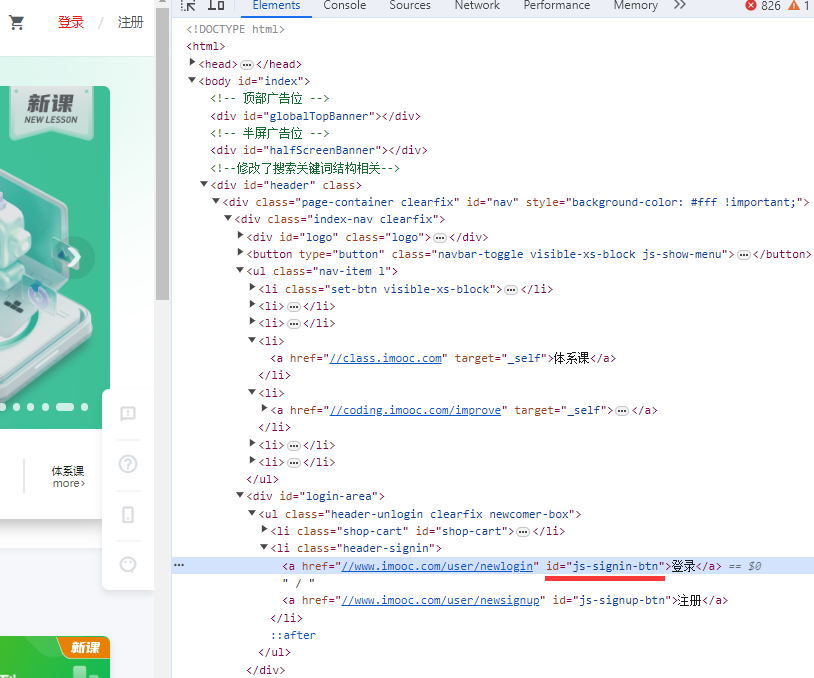 登录 / 注册
新课
NEW LESSON
体系课
more>
新课
Elements Console Sources Network Performance Memory 826 1
<!DOCTYPE html>
<html>
<head> … </head>
<body id="index">
<!-- 顶部广告位 -->
<div id="globalTopBanner"></div>
<!-- 半屏广告位 -->
<div id="halfScreenBanner"></div>
<!--修改了搜索关键词结构相关-->
<div id="header" class>
<div class="page-container clearfix" id="nav" style="background-color: #fff !important;">
<div class="index-nav clearfix">
<div id="logo" class="logo"> … </div>
<button type="button" class="navbar-toggle visible-xs-block js-show-menu"> … </button>
<ul class="nav-item l">
<li class="set-btn visible-xs-block"> … </li>
<li> … </li>
<li> … </li>
<li>
<a href="//class.imooc.com" target="_self">体系课</a>
</li>
<li>
<a href="//coding.imooc.com/improve" target="_self"> … </a>
</li>
<li> … </li>
<li> … </li>
</ul>
<div id="login-area">
<ul class="header-unlogin clearfix newcomer-box">
<li class="shop-cart" id="shop-cart"> … </li>
<li class="header-signin">
… <a href="//www.imooc.com/user/newlogin" id="js-signin-btn">登录</a> == $0
" / "
<a href="//www.imooc.com/user/newsignup" id="js-signup-btn">注册</a>
</li>
::after
</ul>
</div>